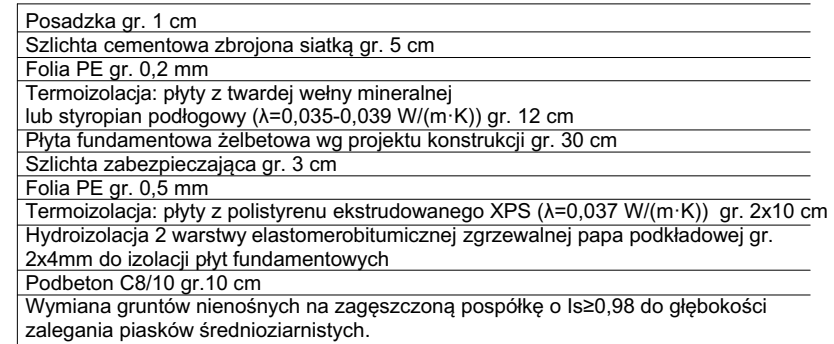 Posadzka gr. 1 cm
Szlichta cementowa zbrojona siatką gr. 5 cm
Folia PE gr. 0,2 mm
Termoizolacja: płyty z twardej wełny mineralnej
lub styropian podłogowy (λ=0,035-0,039 W/(m·K)) gr. 12 cm
Płyta fundamentowa żelbetowa wg projektu konstrukcji gr. 30 cm
Szlichta zabezpieczająca gr. 3 cm
Folia PE gr. 0,5 mm
Termoizolacja: płyty z polistyrenu ekstrudowanego XPS (λ=0,037 W/(m·K)) gr. 2x10 cm
Hydroizolacja 2 warstwy elastomerobitumicznej zgrzewalnej papa podkładowej gr.
2x4mm do izolacji płyt fundamentowych
Podbeton C8/10 gr.10 cm
Wymiana gruntów nienośnych na zagęszczoną pospółkę o Is≥0,98 do głębokości
zalegania piasków średnioziarnistych.